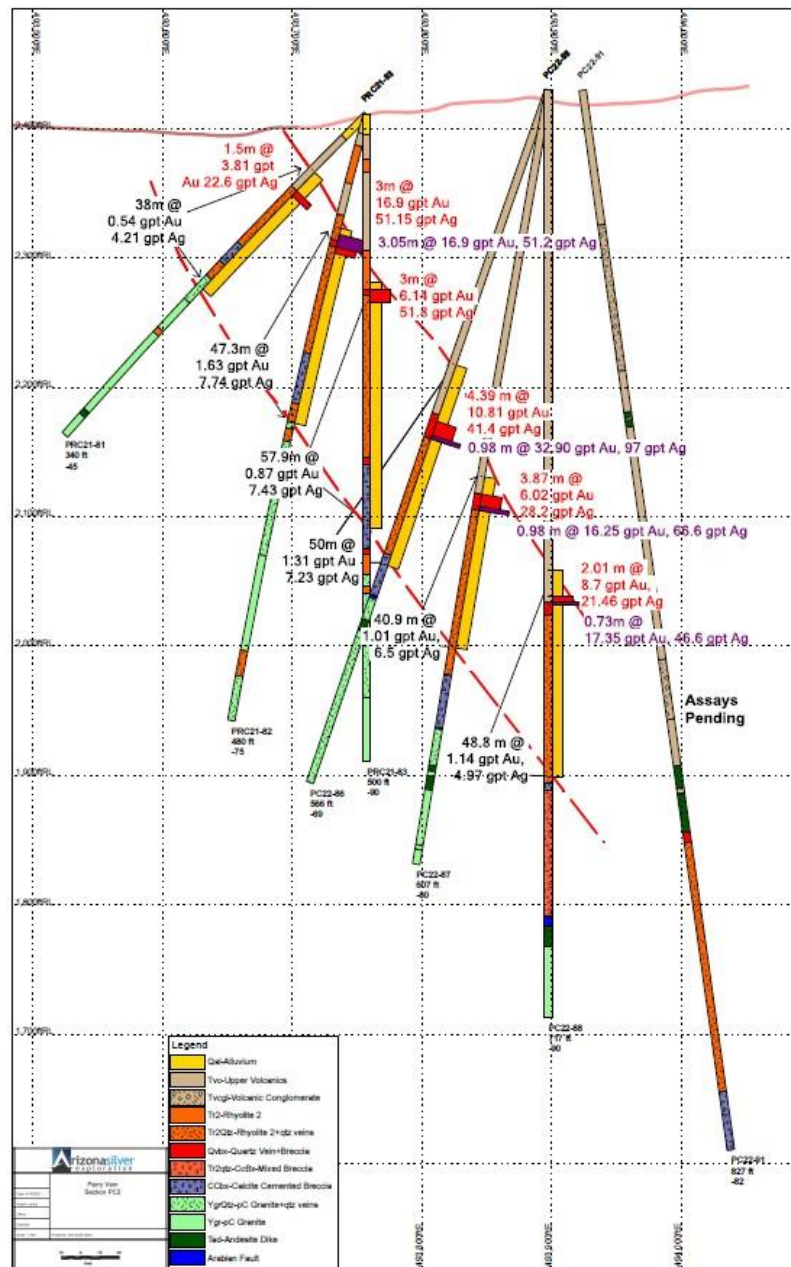 PRC21-83
PC22-88
PC22-91
1.5m @
3.81 gpt
Au 22.6 gpt Ag
38m @
0.54 gpt Au
4.21 gpt Ag
3m @
16.9 gpt Au
51.15 gpt Ag
3.05m @ 16.9 gpt Au, 51.2 gpt Ag
3m @
6.14 gpt Au
51.8 gpt Ag
47.3m @
1.63 gpt Au
7.74 gpt Ag
4.39 m @
10.81 gpt Au
41.4 gpt Ag
0.98 m @ 32.90 gpt Au, 97 gpt Ag
PRC21-81
340 ft
-45
57.9m @
0.87 gpt Au
7.43 gpt Ag
3.87 m @
6.02 gpt Au
28.2 gpt Ag
0.98 m @ 16.25 gpt Au, 66.6 gpt Ag
50m @
1.31 gpt Au
7.23 gpt Ag
2.01 m @
8.7 gpt Au,
21.46 gpt Ag
0.73m @
17.35 gpt Au, 46.6 gpt Ag
40.9 m @
1.01 gpt Au,
6.5 gpt Ag
Assays
Pending
48.8 m @
1.14 gpt Au,
4.97 gpt Ag
PRC21-82
480 ft
-75
PRC21-83
500 ft
-90
PC22-86
566 ft
-69
PC22-87
607 ft
-80
PC22-88
717 ft
-90
PC22-91
827 ft
-82
Legend
Qal-Alluvium
Tvo-Upper Volcanics
Tvcgl-Volcanic Conglomerate
Tr2-Rhyolite 2
Tr2Qtz-Rhyolite 2+qtz veins
Qvbx-Quartz Vein+Breccia
Tr2qtz-CcBx-Mixed Breccia
CCbx-Calcite Cemented Breccia
YgrQtz-pC Granite+qtz veins
Ygr-pC Granite
Tad-Andesite Dike
Arabian Fault
Arizonasilver
exploration
Perry Vein
Section PC2